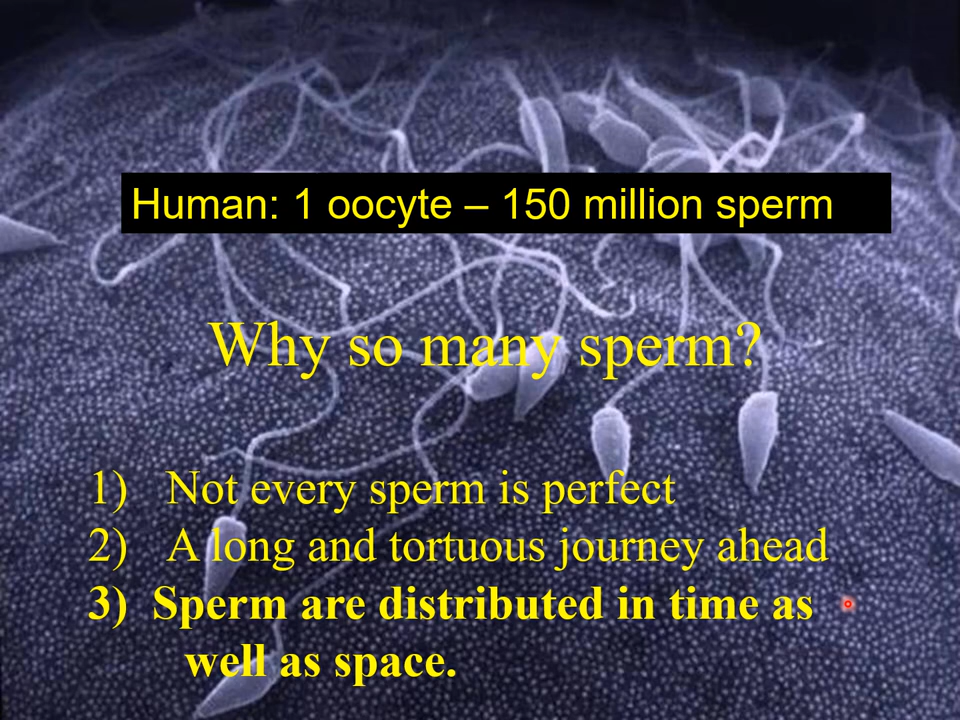 Human: 1 oocyte – 150 million sperm
Why so many sperm?
1) Not every sperm is perfect
2) A long and tortuous journey ahead
3) Sperm are distributed in time as
well as space.